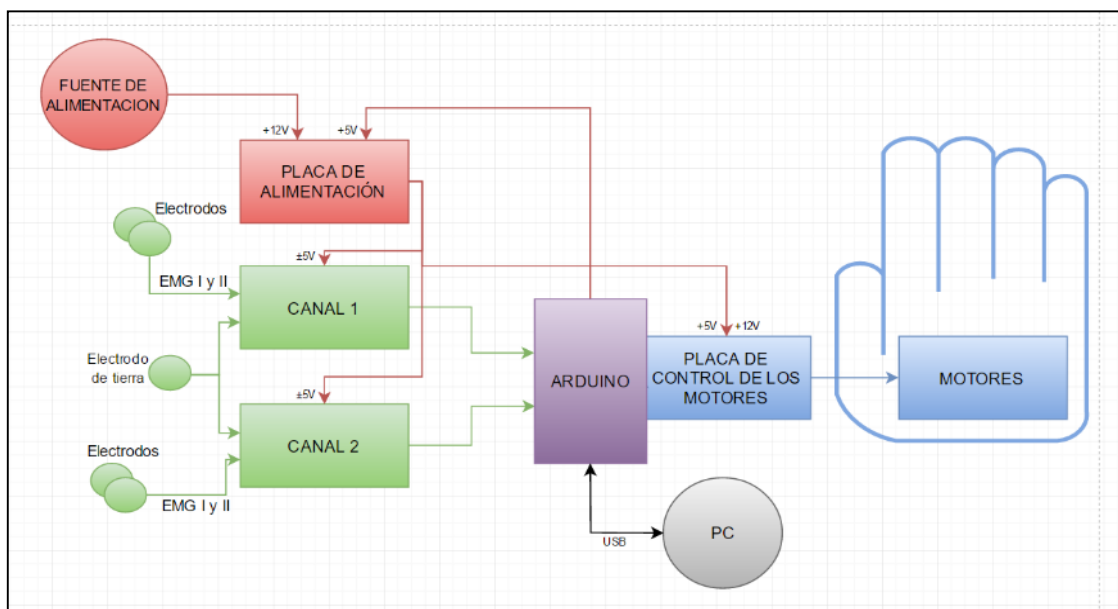 FUENTE DE
ALIMENTACION
+12V
+5V
PLACA DE
ALIMENTACIÓN
Electrodos
±5V
EMG I y II
CANAL 1
Electrodo
de tierra
±5V
CANAL 2
Electrodos
EMG I y II
ARDUINO
+5V
+12V
PLACA DE
CONTROL DE LOS
MOTORES
MOTORES
USB
PC